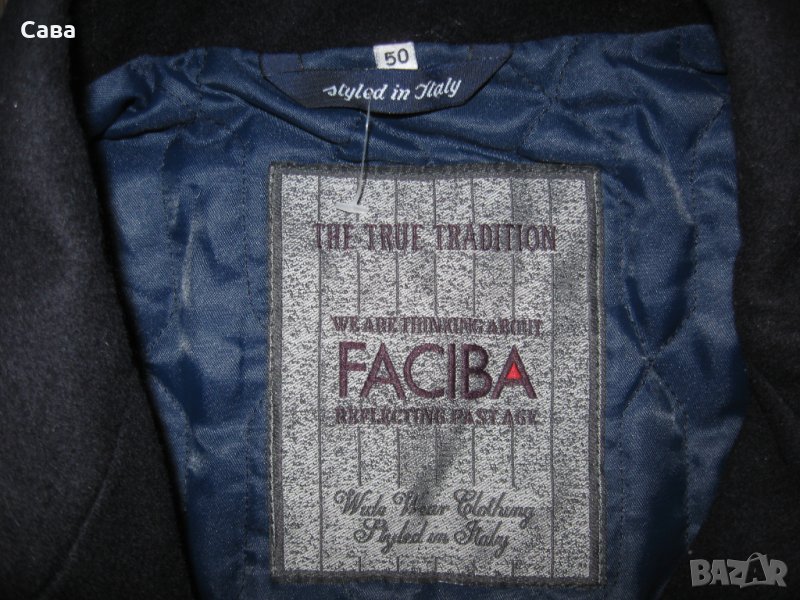 Сава
50
styled in Italy
THE TRUE TRADITION
WE ARE THINKING ABOUT
FACIBA
REFLECTING PAST AGE
Wide Wear Clothing
Styled in Italy
BAZAR